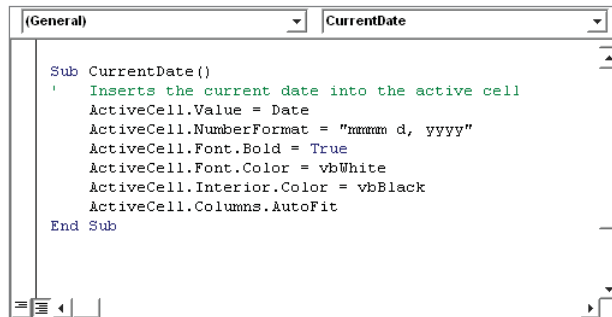 (General) CurrentDate
Sub CurrentDate()
'   Inserts the current date into the active cell
    ActiveCell.Value = Date
    ActiveCell.NumberFormat = "mmmm d, yyyy"
    ActiveCell.Font.Bold = True
    ActiveCell.Font.Color = vbWhite
    ActiveCell.Interior.Color = vbBlack
    ActiveCell.Columns.AutoFit
End Sub